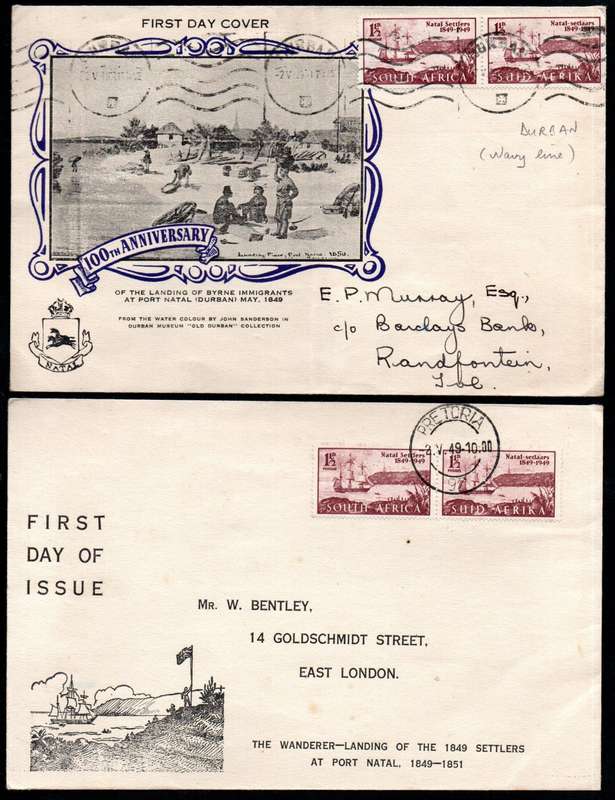 FIRST DAY COVER
1½D Natal Settlers 1849-1949
SOUTH AFRICA
1½D Natal-setlaars 1849-1949
SUID AFRIKA
DURBAN
(Wavy line)
100TH ANNIVERSARY
OF THE LANDING OF BYRNE IMMIGRANTS
AT PORT NATAL (DURBAN) MAY, 1849
FROM THE WATER COLOUR BY JOHN SANDERSON IN
DURBAN MUSEUM "OLD DURBAN" COLLECTION
NATAL
E. P. Murray, Esq.,
c/o Barclays Bank,
Randfontein,
PRETORIA
2.V.49-10.00
1½D Natal Settlers 1849-1949
SOUTH AFRICA
1½D Natal-setlaars 1849-1949
SUID AFRIKA
FIRST
DAY OF
ISSUE
MR. W. BENTLEY,
14 GOLDSCHMIDT STREET,
EAST LONDON.
THE WANDERER—LANDING OF THE 1849 SETTLERS
AT PORT NATAL, 1849—1851